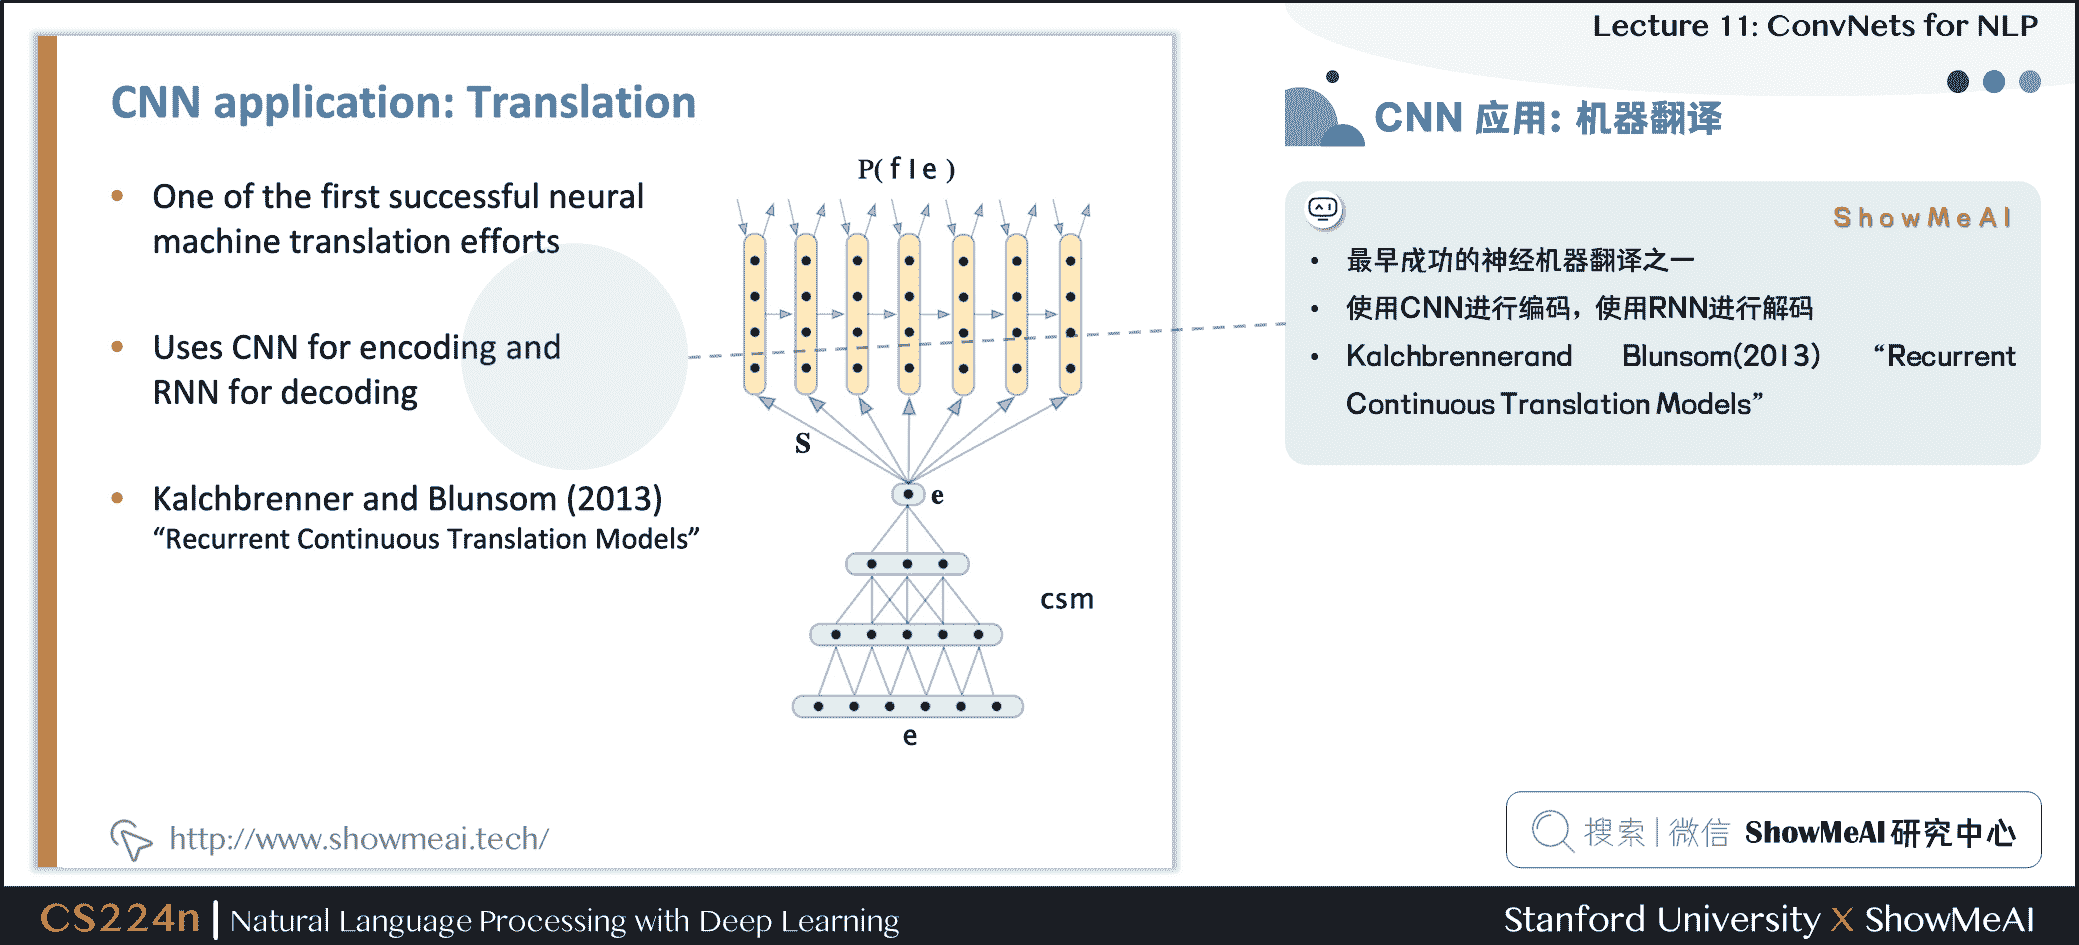 Lecture 11: ConvNets for NLP
CNN application: Translation
• One of the first successful neural
machine translation efforts
• Uses CNN for encoding and
RNN for decoding
• Kalchbrenner and Blunsom (2013)
“Recurrent Continuous Translation Models”
P( f l e )
S
e
csm
e
http://www.showmeai.tech/
CNN 应用: 机器翻译
ShowMeAI
• 最早成功的神经机器翻译之一
• 使用CNN进行编码，使用RNN进行解码
• Kalchbrennerand Blunsom(2013) “Recurrent
Continuous Translation Models”
搜索|微信 ShowMeAI 研究中心
CS224n | Natural Language Processing with Deep Learning
Stanford University X ShowMeAI